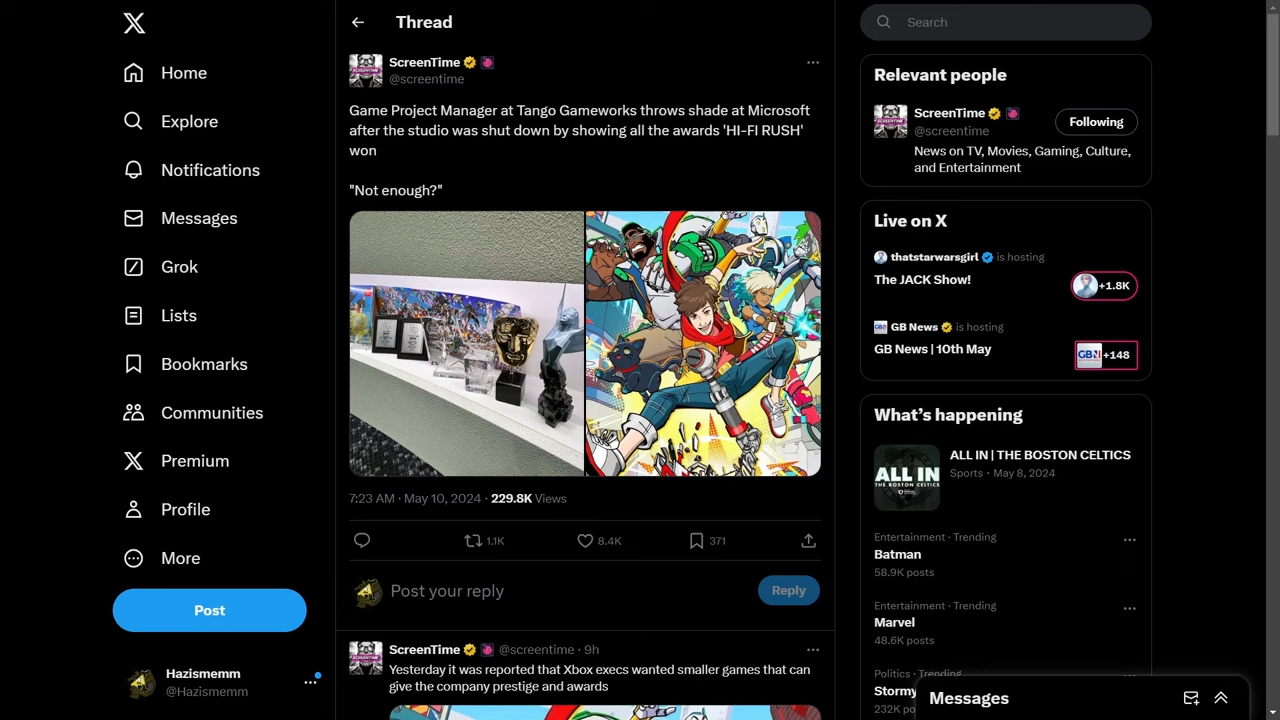 Home
Explore
Notifications
Messages
Grok
Lists
Bookmarks
Communities
Premium
Profile
More
Post
Hazismemm
@Hazismemm
Thread
ScreenTime
@screentime
Game Project Manager at Tango Gameworks throws shade at Microsoft
after the studio was shut down by showing all the awards 'HI-FI RUSH'
won
"Not enough?"
7:23 AM · May 10, 2024 · 229.8K Views
1.1K
8.4K
371
Post your reply
Reply
ScreenTime @screentime · 9h
Yesterday it was reported that Xbox execs wanted smaller games that can
give the company prestige and awards
Search
Relevant people
ScreenTime
@screentime
Following
News on TV, Movies, Gaming, Culture,
and Entertainment
Live on X
thatstarwarsgirl is hosting
The JACK Show!
+1.8K
GB News is hosting
GB News | 10th May
GBN
+148
What's happening
ALL IN
THE BOSTON CELTICS
ALL IN | THE BOSTON CELTICS
Sports · May 8, 2024
Entertainment · Trending
Batman
58.9K posts
Entertainment · Trending
Marvel
48.6K posts
Politics · Trending
Stormy
232K
Messages